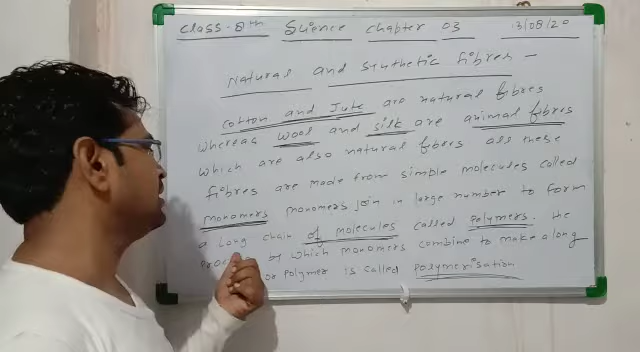 Class-8th Science Chapter 03 13/08/20
Natural and Synthetic Fibres -
Cotton and Jute are natural fibres
whereas wool and silk are animal fibres
which are also natural fibres all these
fibres are made from simple molecules called
monomers monomers join in large number to form
a Long chain of molecules called polymers. The
by which monomers combine to make a long
or polymer is called polymerisation